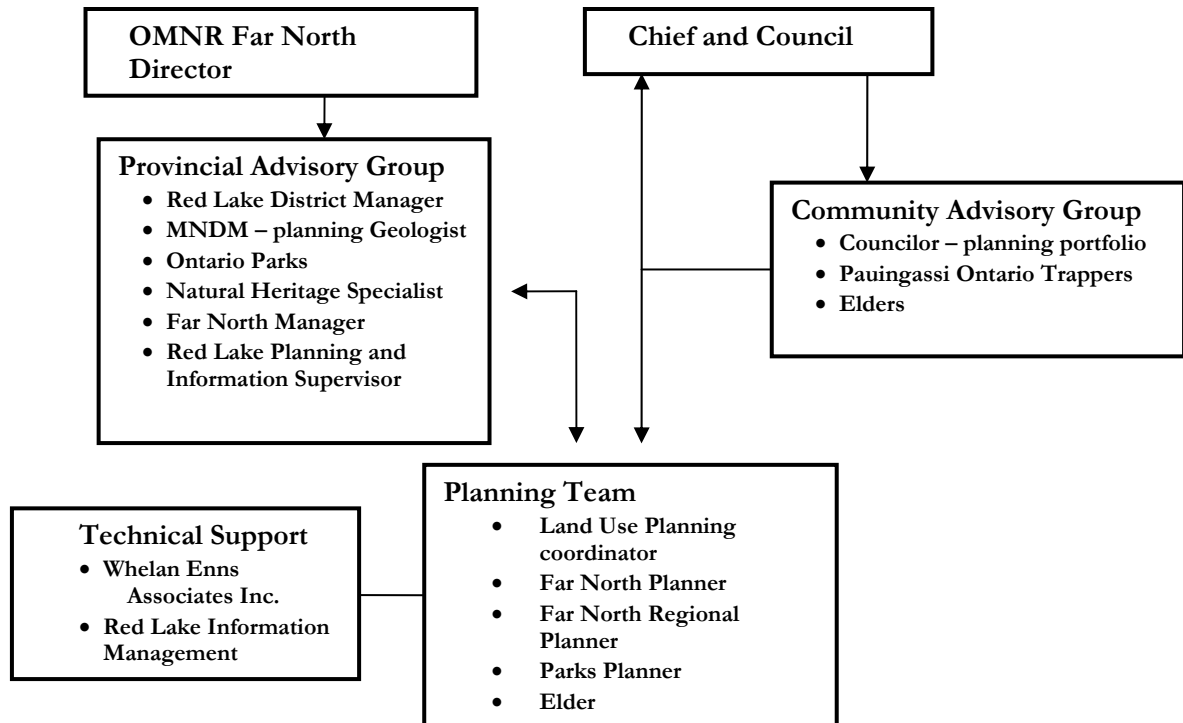 OMNR Far North
Director
Chief and Council
Provincial Advisory Group
• Red Lake District Manager
• MNDM – planning Geologist
• Ontario Parks
• Natural Heritage Specialist
• Far North Manager
• Red Lake Planning and
Information Supervisor
Community Advisory Group
• Councilor – planning portfolio
• Pauingassi Ontario Trappers
• Elders
Planning Team
• Land Use Planning
coordinator
• Far North Planner
• Far North Regional
Planner
• Parks Planner
• Elder
Technical Support
• Whelan Enns
Associates Inc.
• Red Lake Information
Management